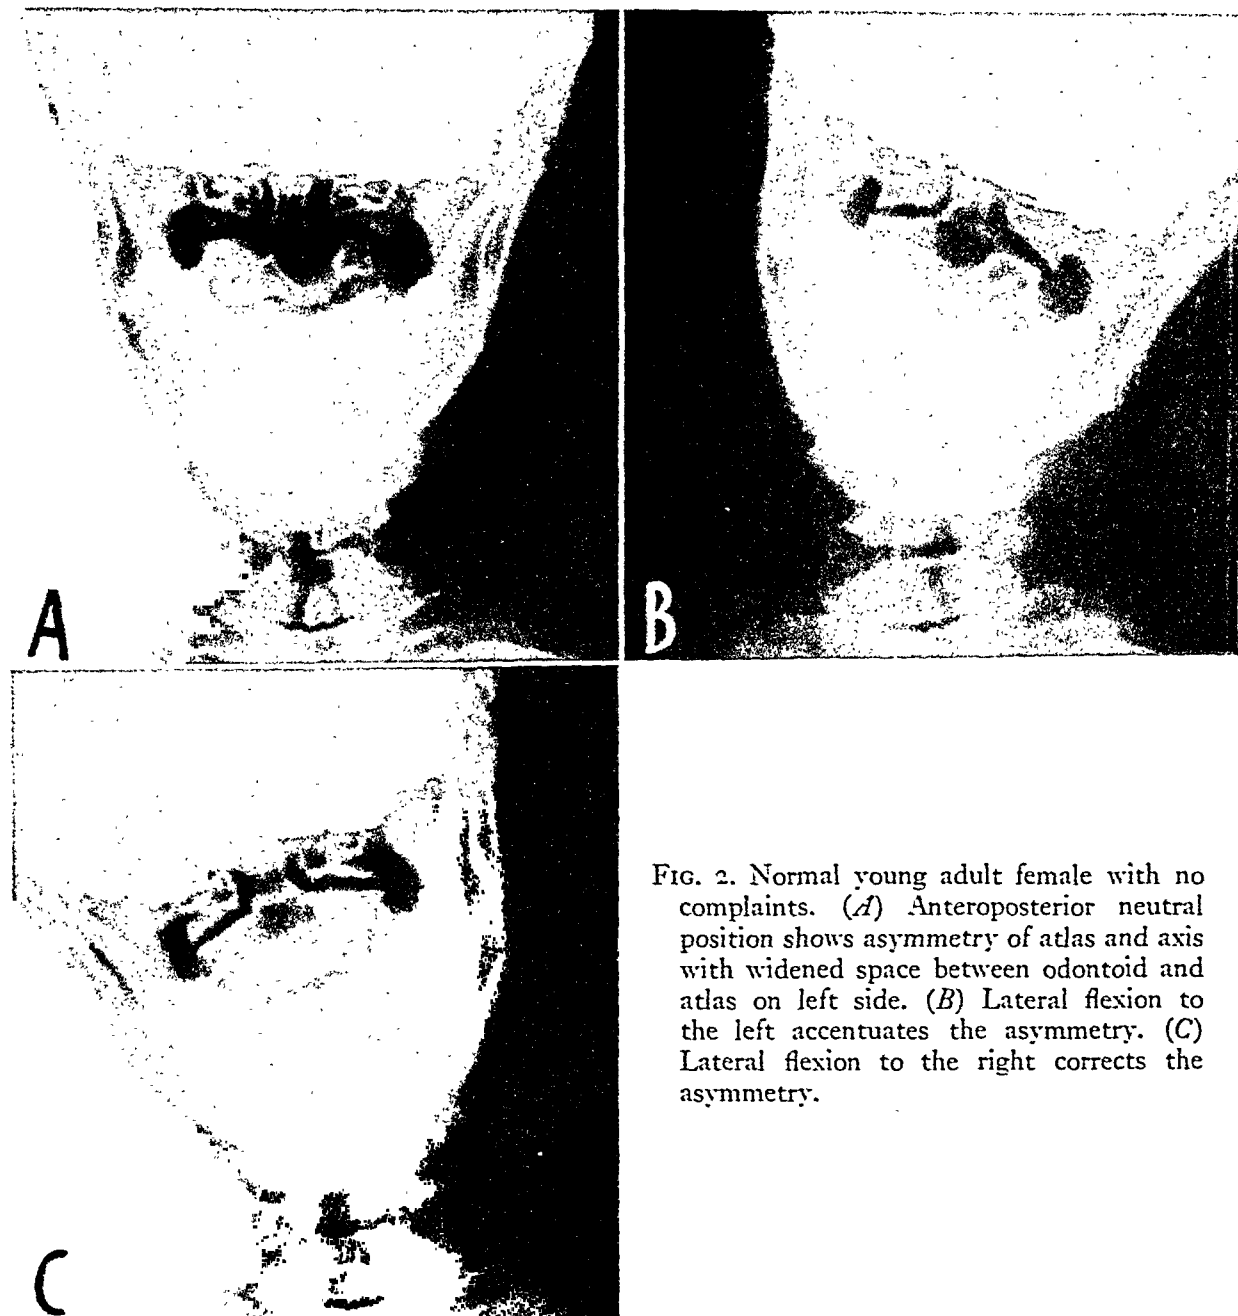 A
B
C
FIG. 2. Normal young adult female with no
complaints. (A) Anteroposterior neutral
position shows asymmetry of atlas and axis
with widened space between odontoid and
atlas on left side. (B) Lateral flexion to
the left accentuates the asymmetry. (C)
Lateral flexion to the right corrects the
asymmetry.